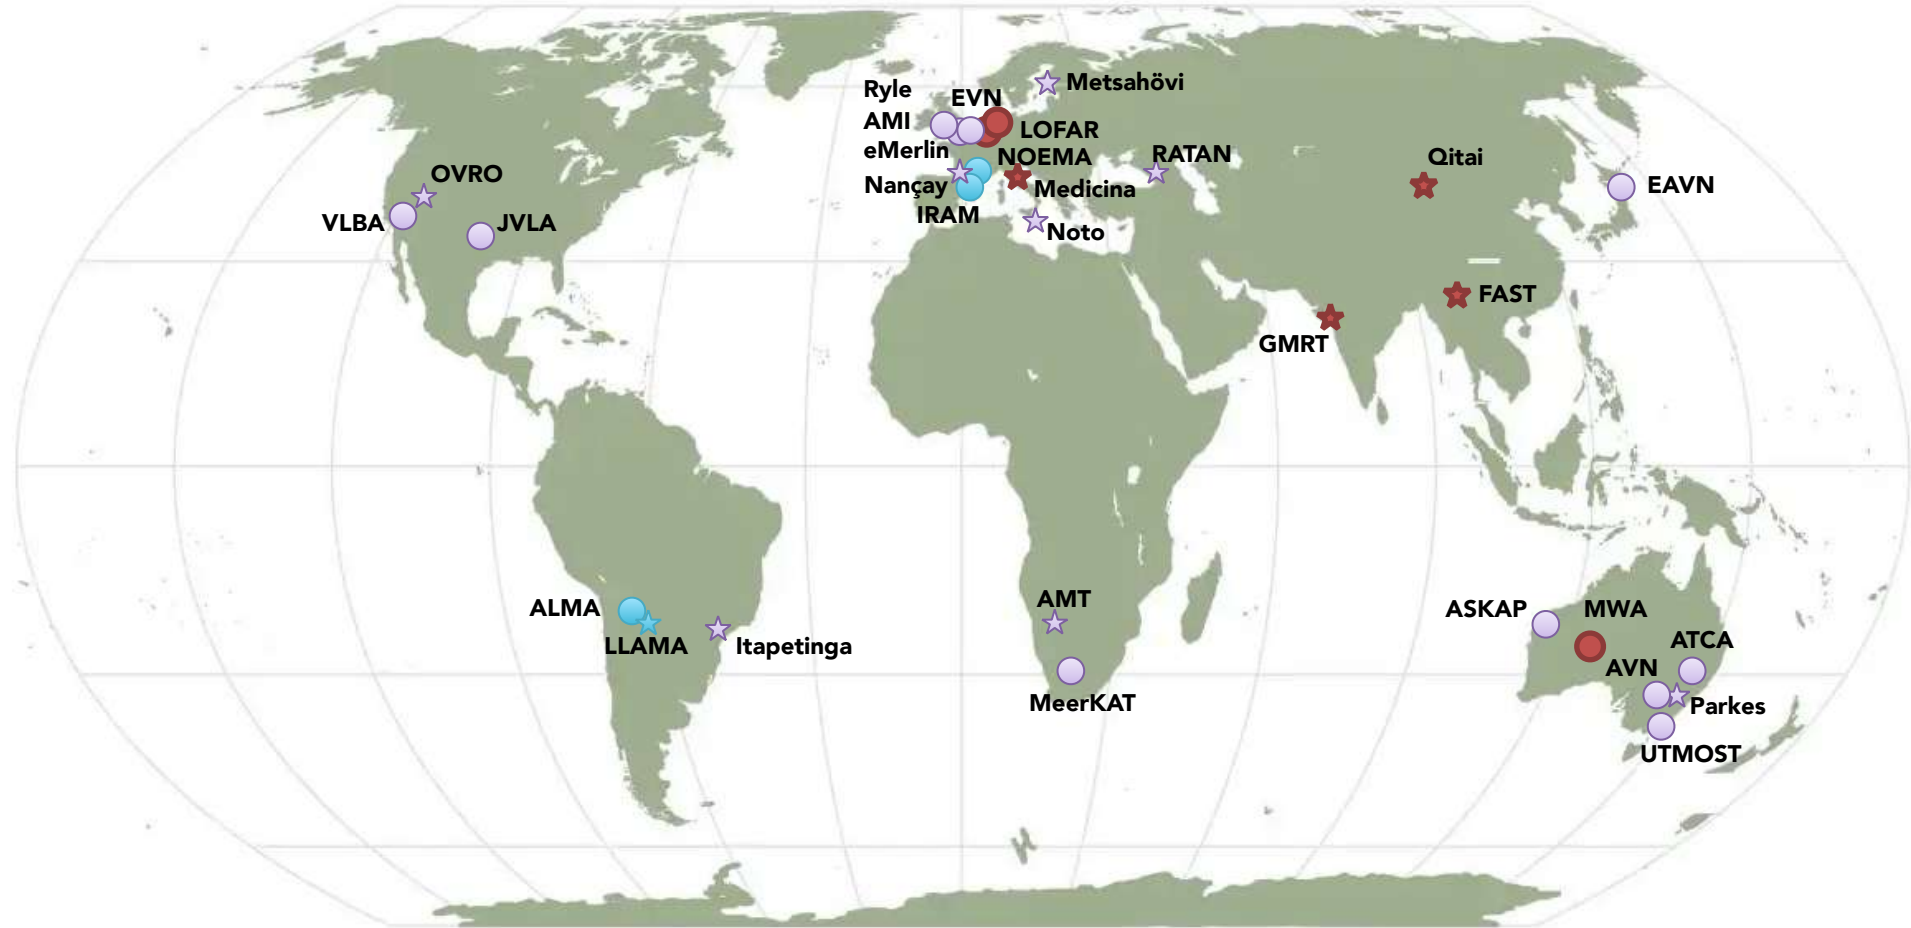 Metsahövi
Ryle
EVN
AMI
LOFAR
eMerlin
NOEMA
RATAN
Qitai
OVRO
Nançay
Medicina
EAVN
VLBA
JVLA
IRAM
Noto
FAST
GMRT
AMT
ALMA
ASKAP
MWA
LLAMA
Itapetinga
ATCA
AVN
MeerKAT
Parkes
UTMOST